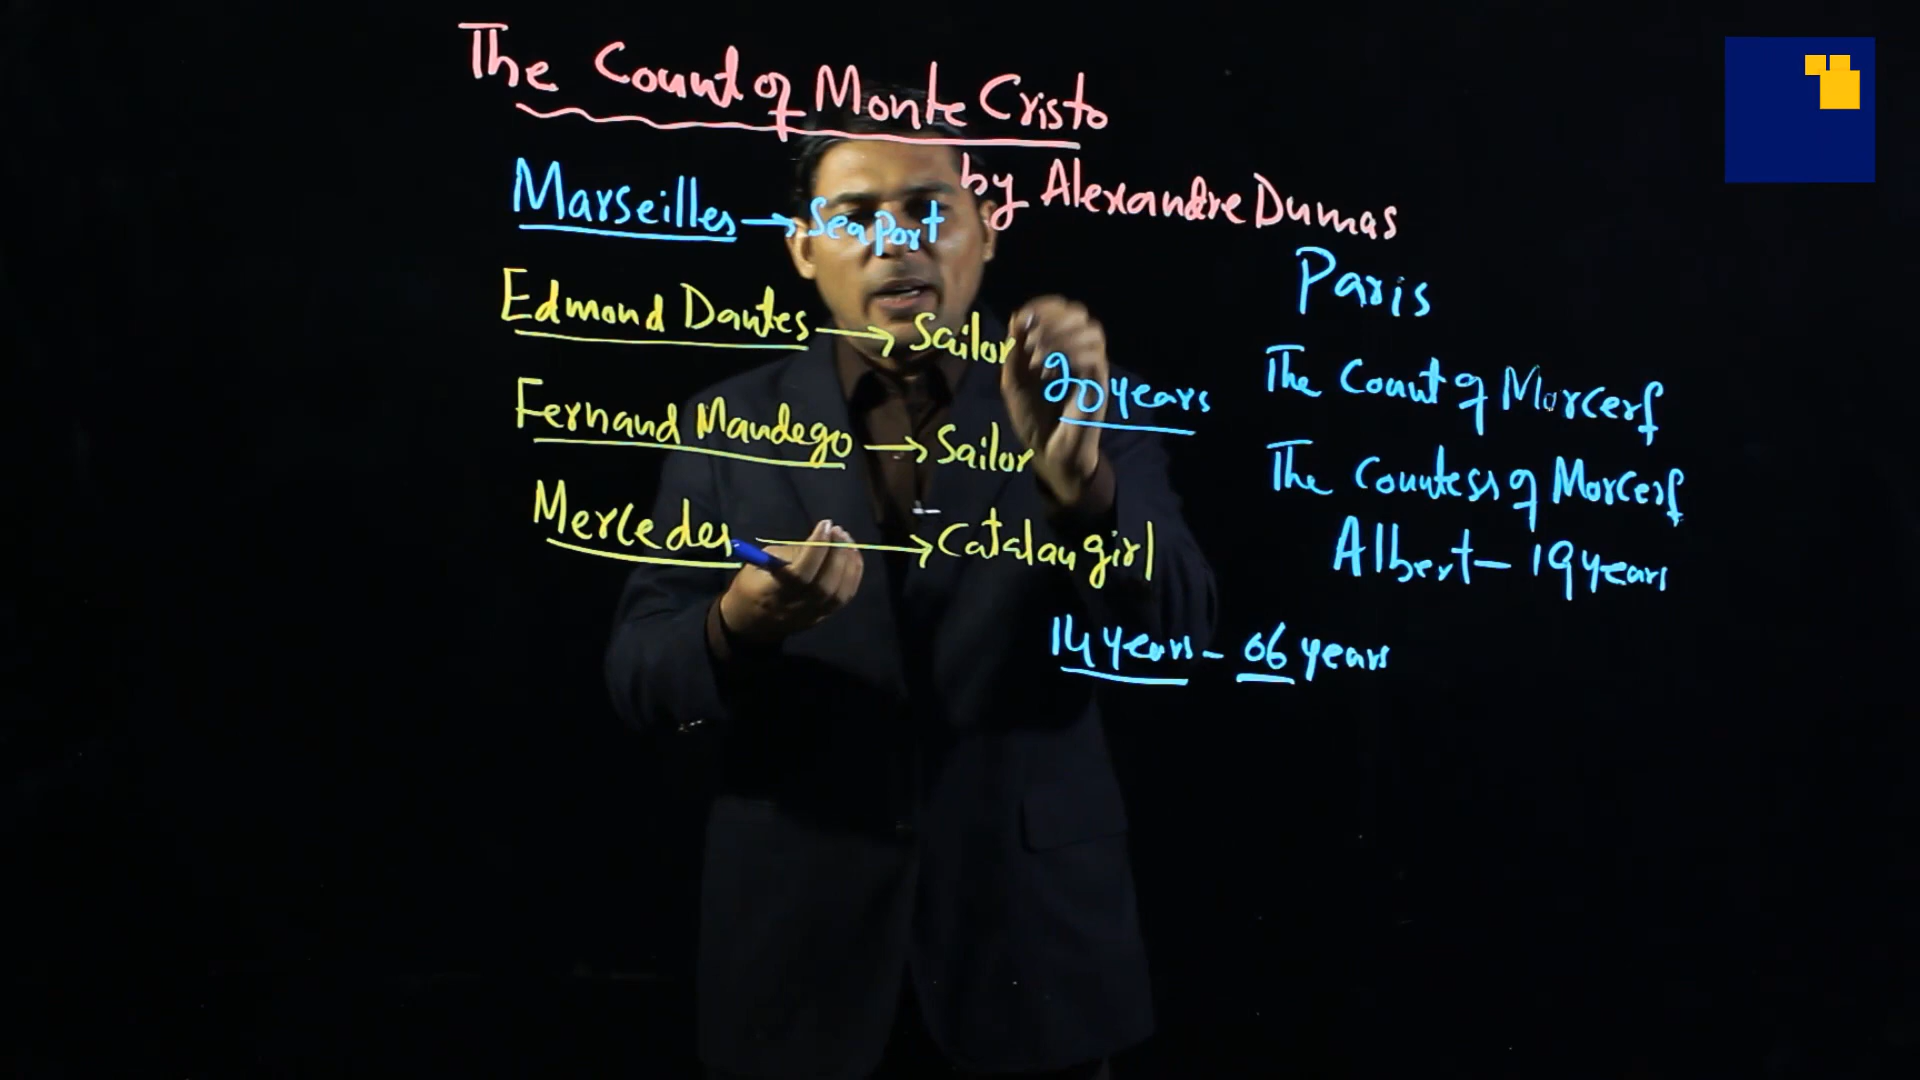 The Count of Monte Cristo
by Alexandre Dumas
Marseilles → Seaport
Edmond Dantes → Sailor
Fernand Mandego → Sailor
Mercedes → Catalan girl
20 years
Paris
The Count of Morcerf
The Countess of Morcerf
Albert - 19 years
14 years - 06 years